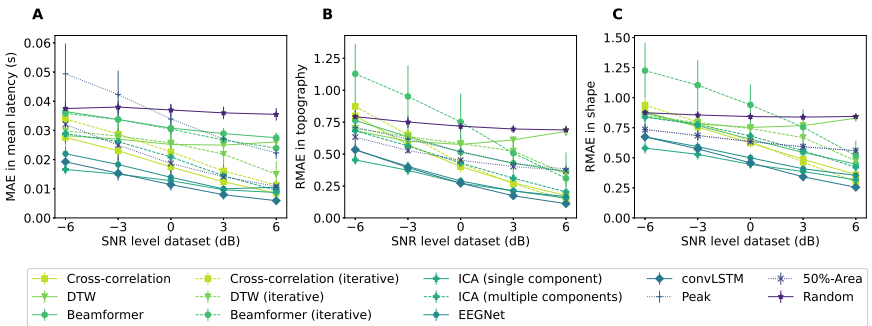 A
B
C
MAE in mean latency (s)
0.06
0.05
0.04
0.03
0.02
0.01
0.00
−6
−3
0
3
6
SNR level dataset (dB)
RMAE in topography
1.25
1.00
0.75
0.50
0.25
0.00
−6
−3
0
3
6
SNR level dataset (dB)
RMAE in shape
1.50
1.25
1.00
0.75
0.50
0.25
0.00
−6
−3
0
3
6
SNR level dataset (dB)
Cross-correlation
DTW
Beamformer
Cross-correlation (iterative)
DTW (iterative)
Beamformer (iterative)
ICA (single component)
ICA (multiple components)
EEGNet
convLSTM
Peak
50%-Area
Random